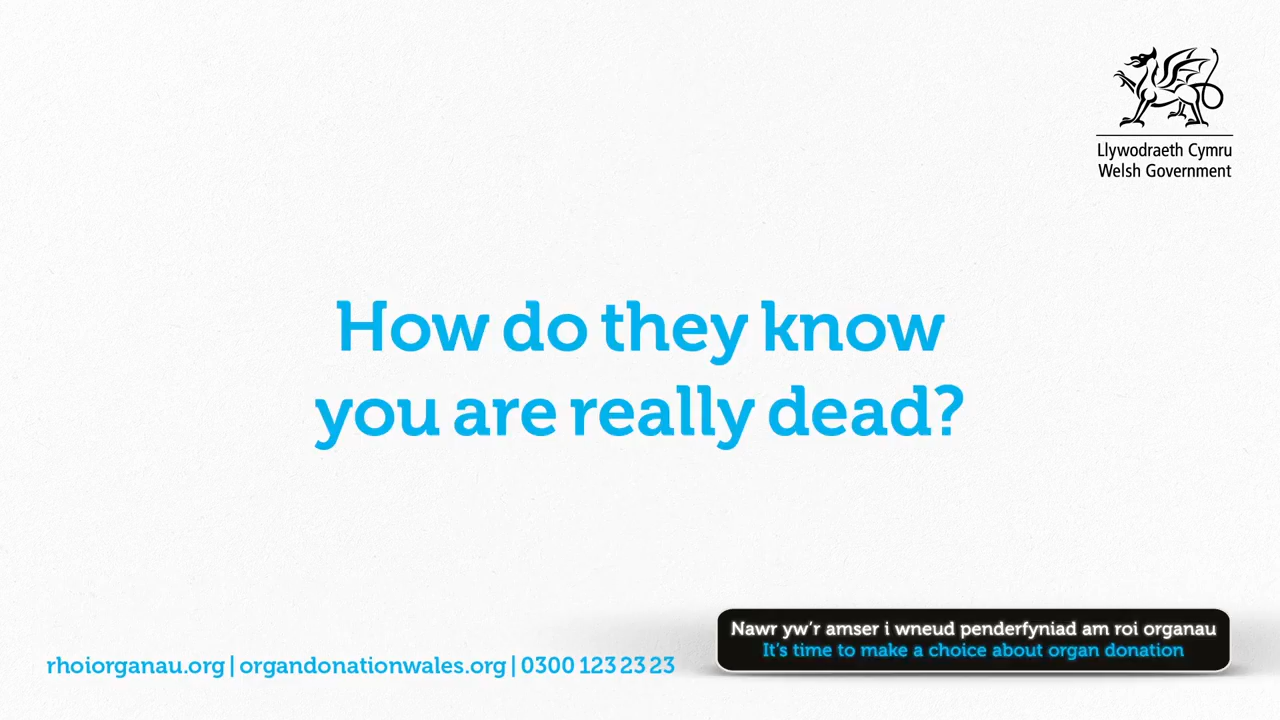 Llywodraeth Cymru
Welsh Government
How do they know
you are really dead?
Nawr yw'r amser i wneud penderfyniad am roi organau
It's time to make a choice about organ donation
rhoiorganau.org | organdonationwales.org | 0300 123 23 23